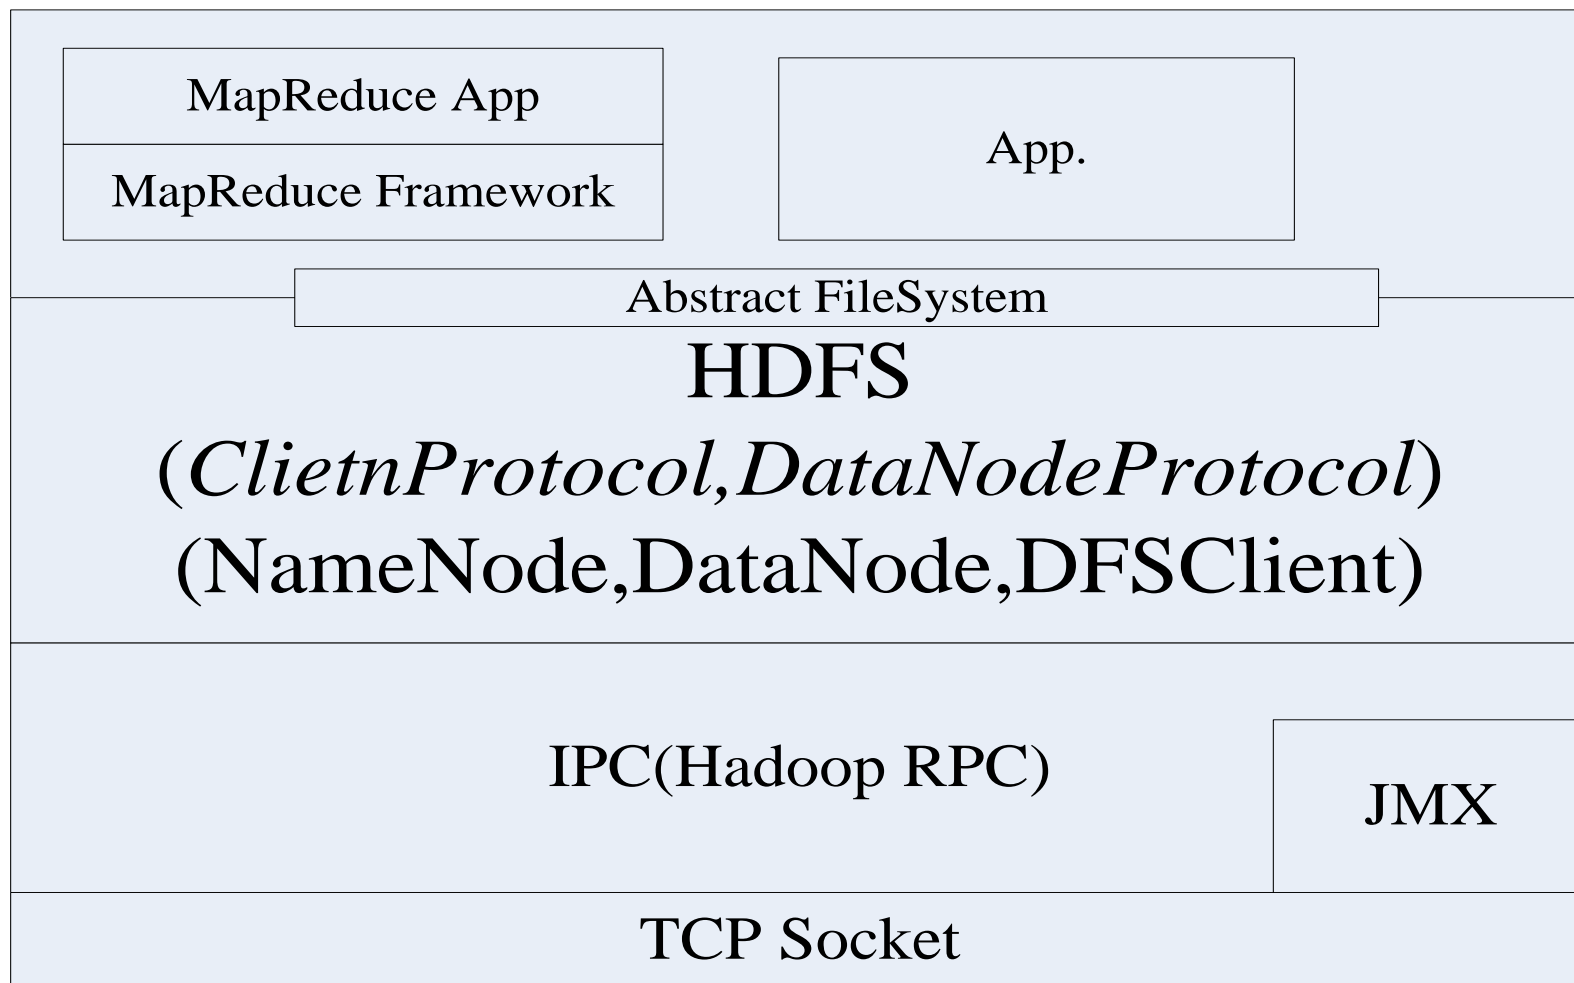 MapReduce App
MapReduce Framework
App.
Abstract FileSystem
HDFS
(ClietnProtocol,DataNodeProtocol)
(NameNode,DataNode,DFSClient)
IPC(Hadoop RPC)
JMX
TCP Socket